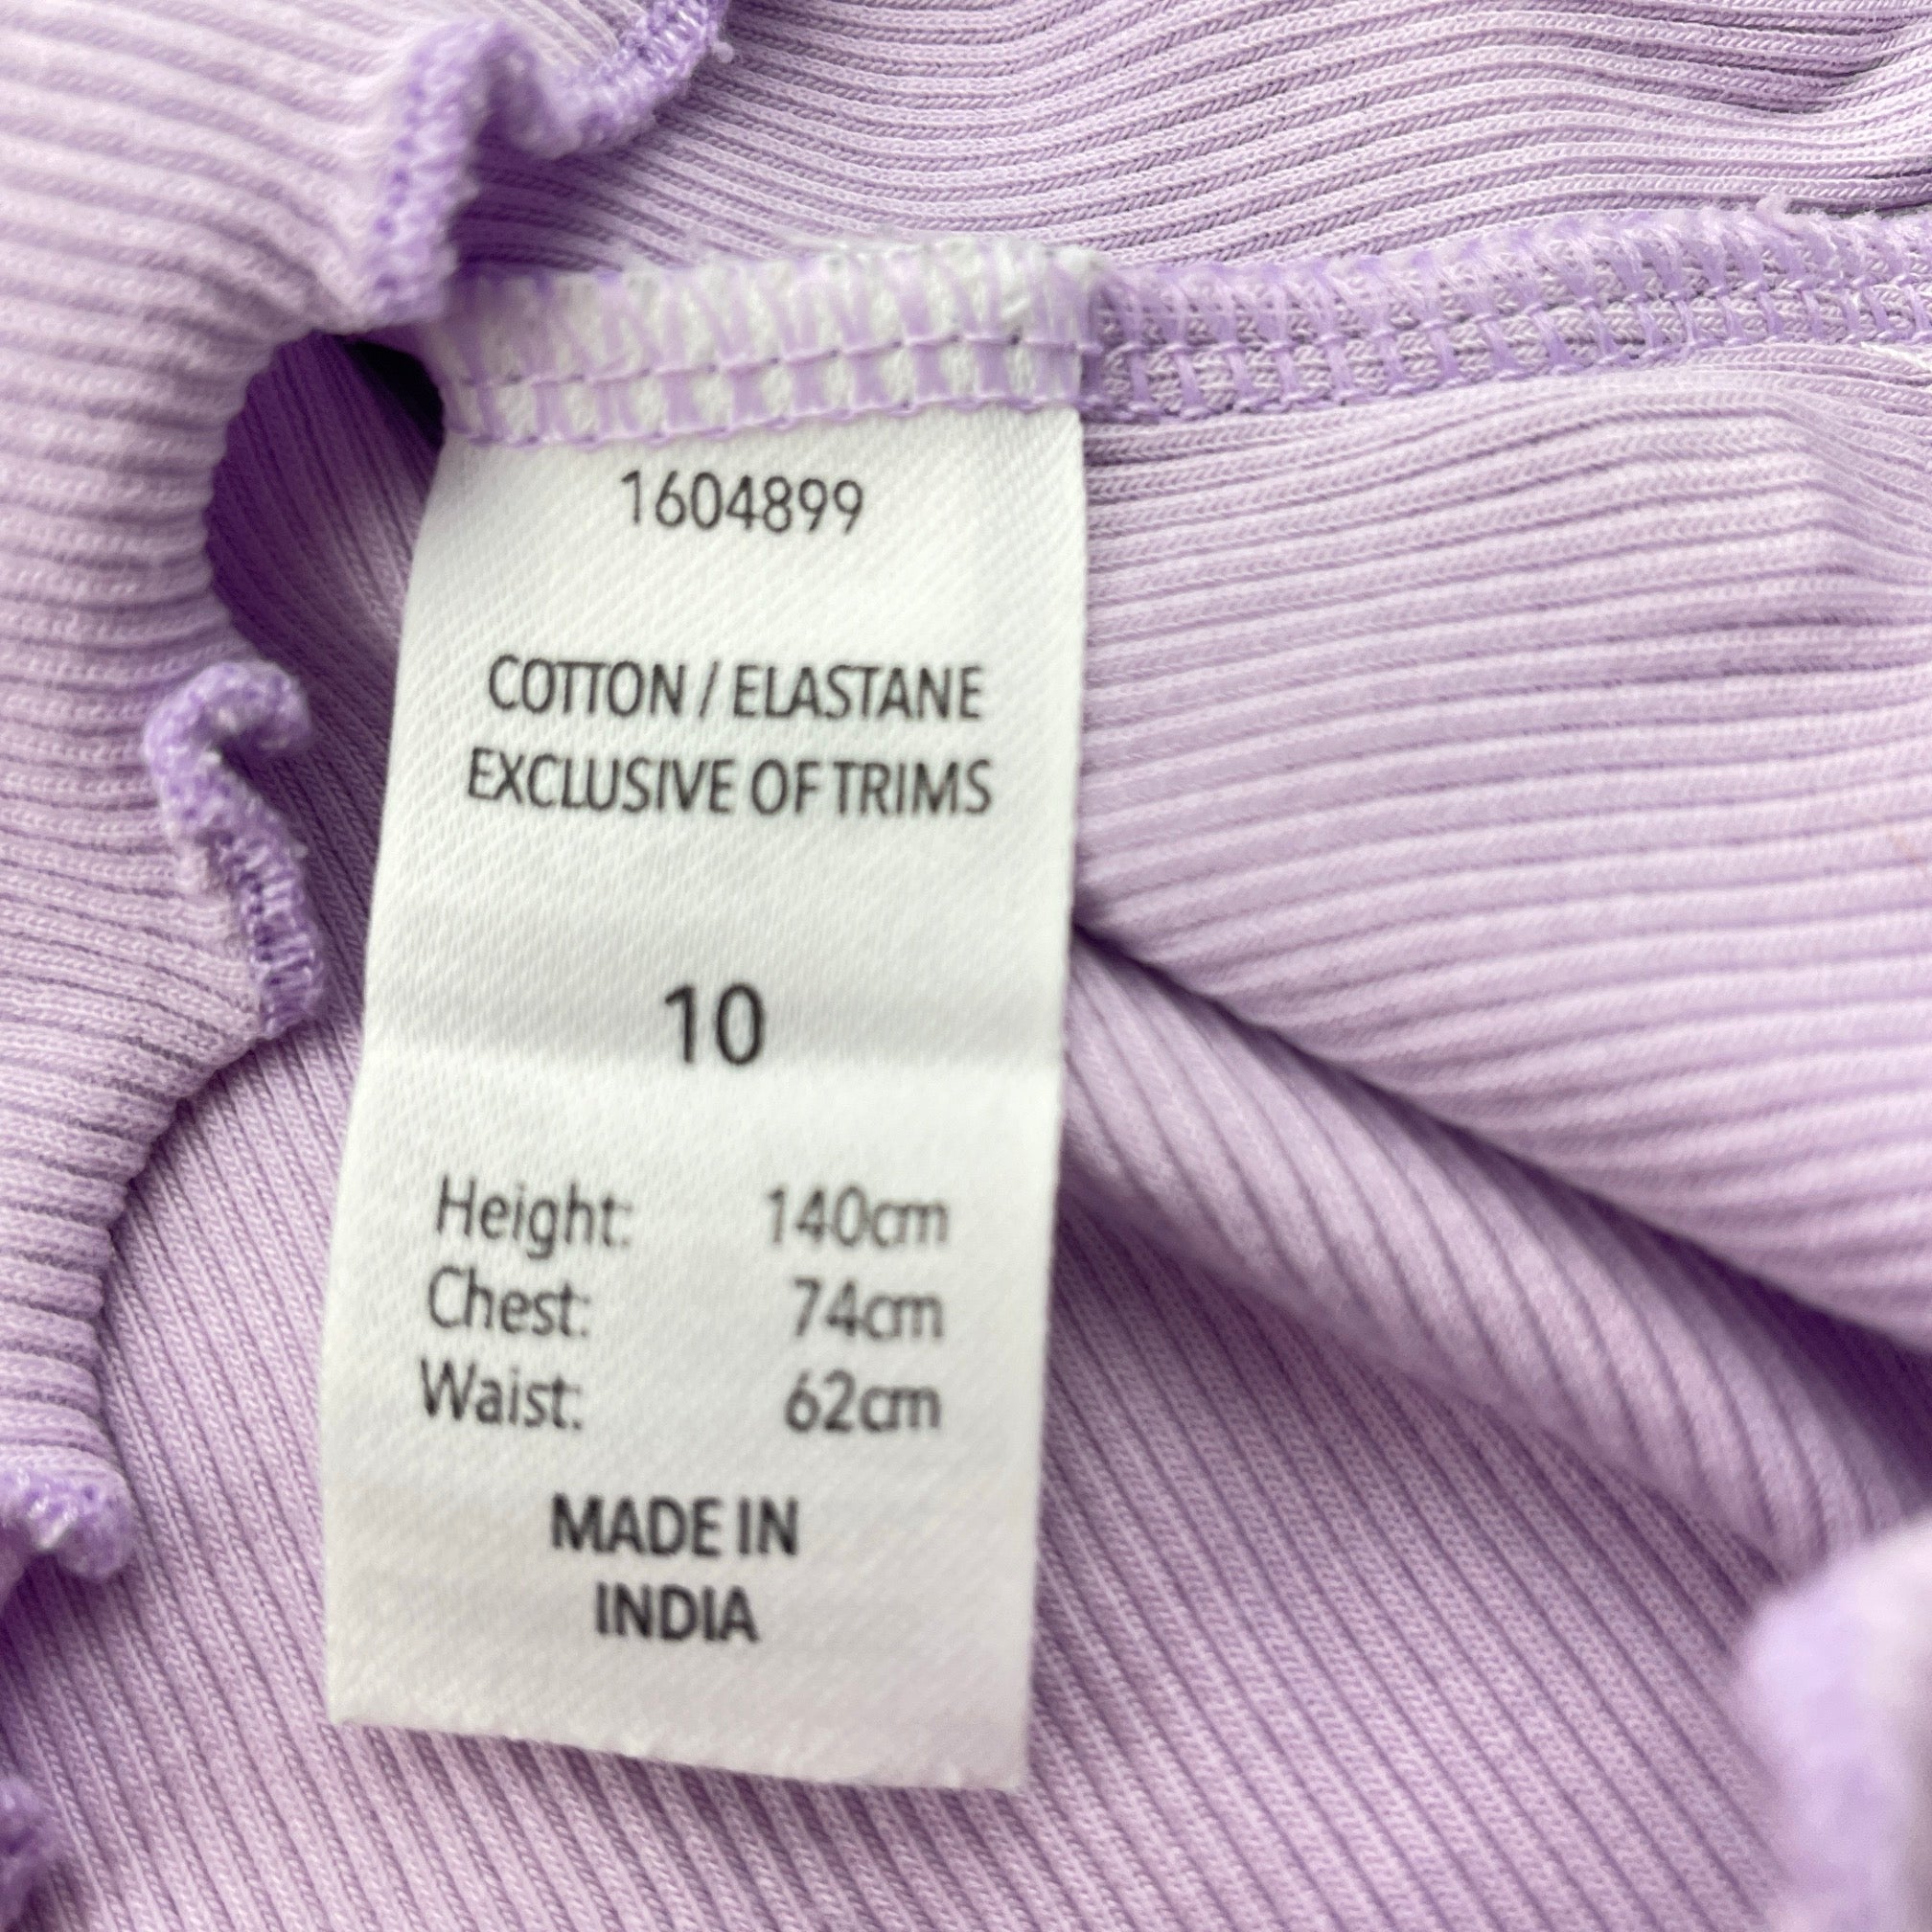 1604899
COTTON / ELASTANE
EXCLUSIVE OF TRIMS
10
Height: 140cm
Chest: 74cm
Waist: 62cm
MADE IN
INDIA